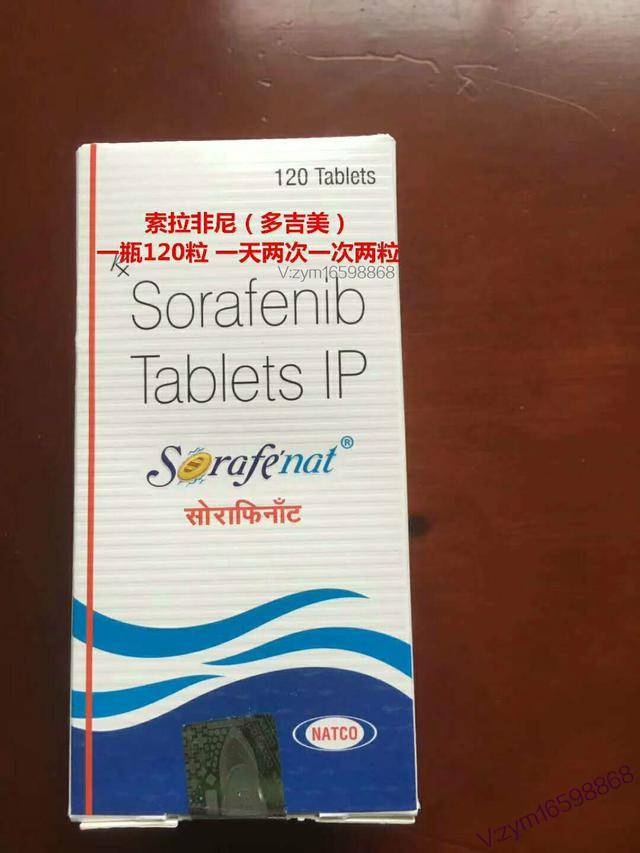 120 Tablets
索拉非尼（多吉美）
一瓶120粒 一天两次一次两粒
V:zym16598868
Rx
Sorafenib
Tablets IP
Sorafenat®
सोराफिनाँट
NATCO
V:zym16598868